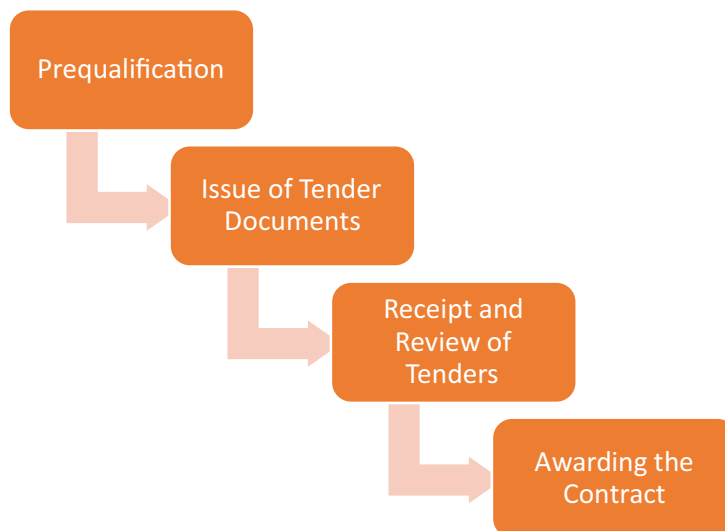 Prequalification
Issue of Tender
Documents
Receipt and
Review of
Tenders
Awarding the
Contract